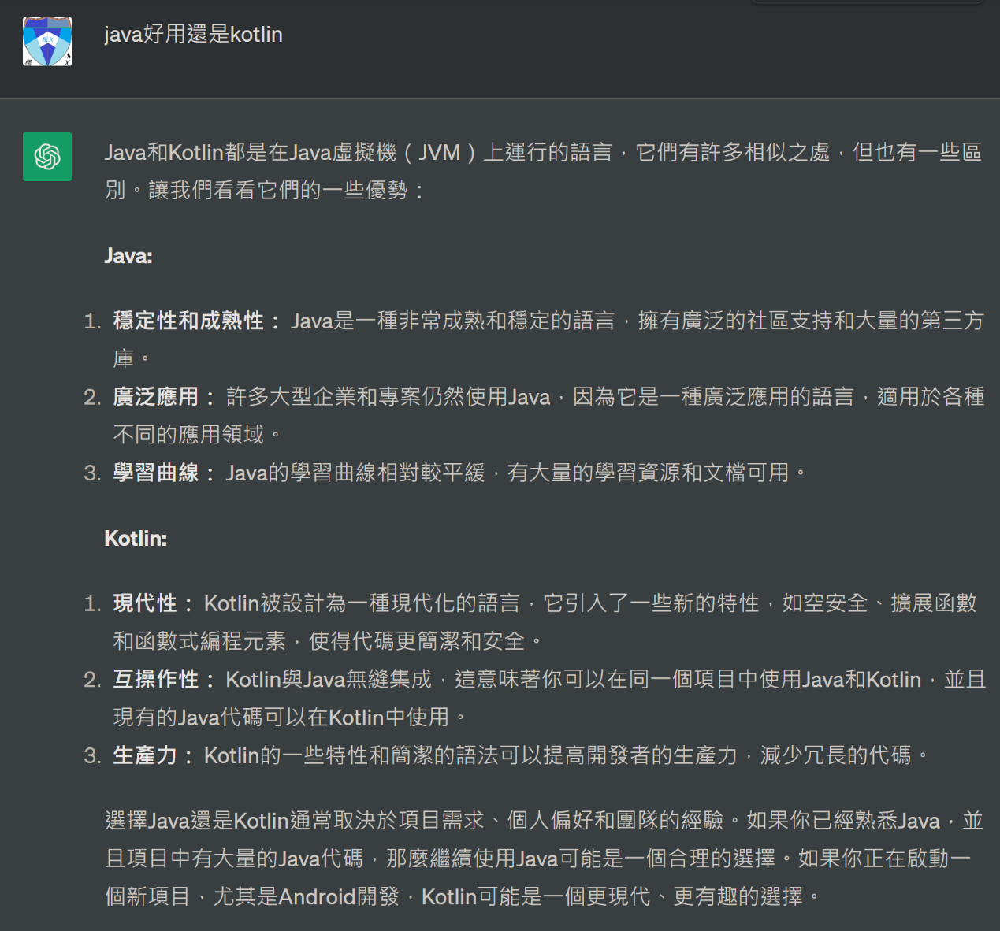 java好用還是kotlin
Java和Kotlin都是在Java虛擬機（JVM）上運行的語言，它們有許多相似之處，但也有一些區
別。讓我們看看它們的一些優勢：
Java:
1. 穩定性和成熟性： Java是一種非常成熟和穩定的語言，擁有廣泛的社區支持和大量的第三方
庫。
2. 廣泛應用： 許多大型企業和專案仍然使用Java，因為它是一種廣泛應用的語言，適用於各種
不同的應用領域。
3. 學習曲線： Java的學習曲線相對較平緩，有大量的學習資源和文檔可用。
Kotlin:
1. 現代性： Kotlin被設計為一種現代化的語言，它引入了一些新的特性，如空安全、擴展函數
和函數式編程元素，使得代碼更簡潔和安全。
2. 互操作性： Kotlin與Java無縫集成，這意味著你可以在同一個項目中使用Java和Kotlin，並且
現有的Java代碼可以在Kotlin中使用。
3. 生產力： Kotlin的一些特性和簡潔的語法可以提高開發者的生產力，減少冗長的代碼。
選擇Java還是Kotlin通常取決於項目需求、個人偏好和團隊的經驗。如果你已經熟悉Java，並
且項目中有大量的Java代碼，那麼繼續使用Java可能是一個合理的選擇。如果你正在啟動一
個新項目，尤其是Android開發，Kotlin可能是一個更現代、更有趣的選擇。